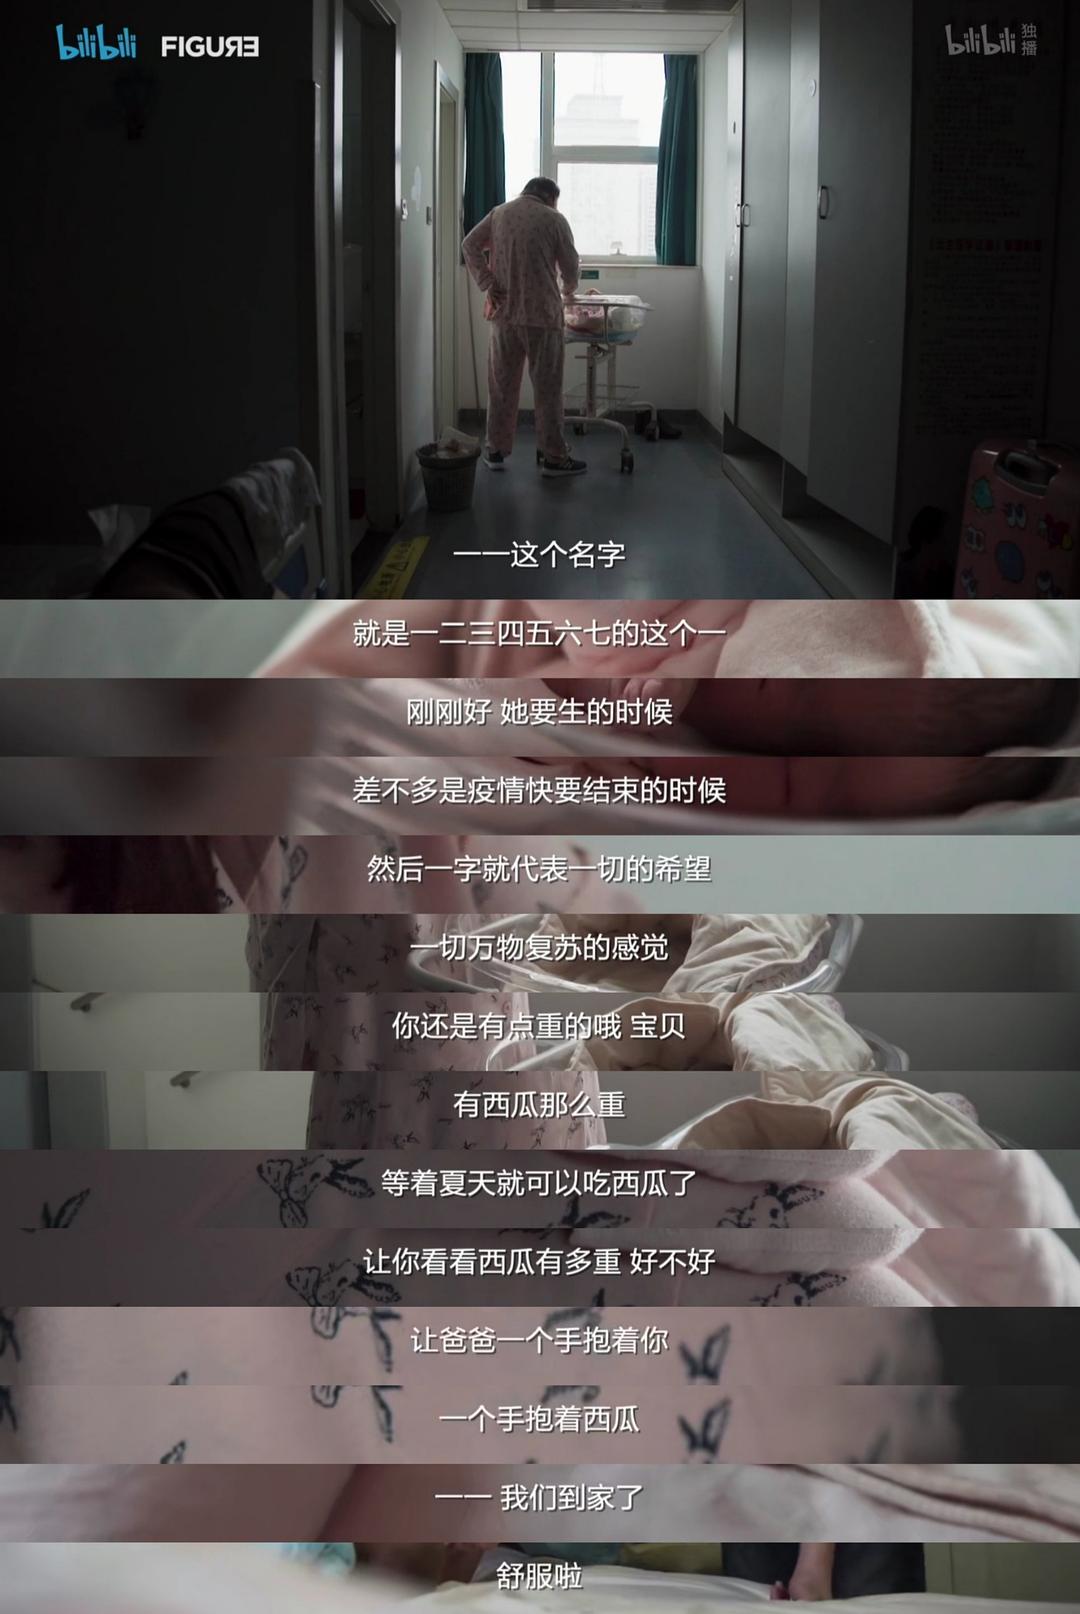 bilibili FIGURE
bilibili 独播
一一这个名字
就是一二三四五六七的这个一
刚刚好 她要生的时候
差不多是疫情快要结束的时候
然后一字就代表一切的希望
一切万物复苏的感觉
你还是有点重的哦 宝贝
有西瓜那么重
等着夏天就可以吃西瓜了
让你看看西瓜有多重 好不好
让爸爸一个手抱着你
一个手抱着西瓜
一一 我们到家了
舒服啦